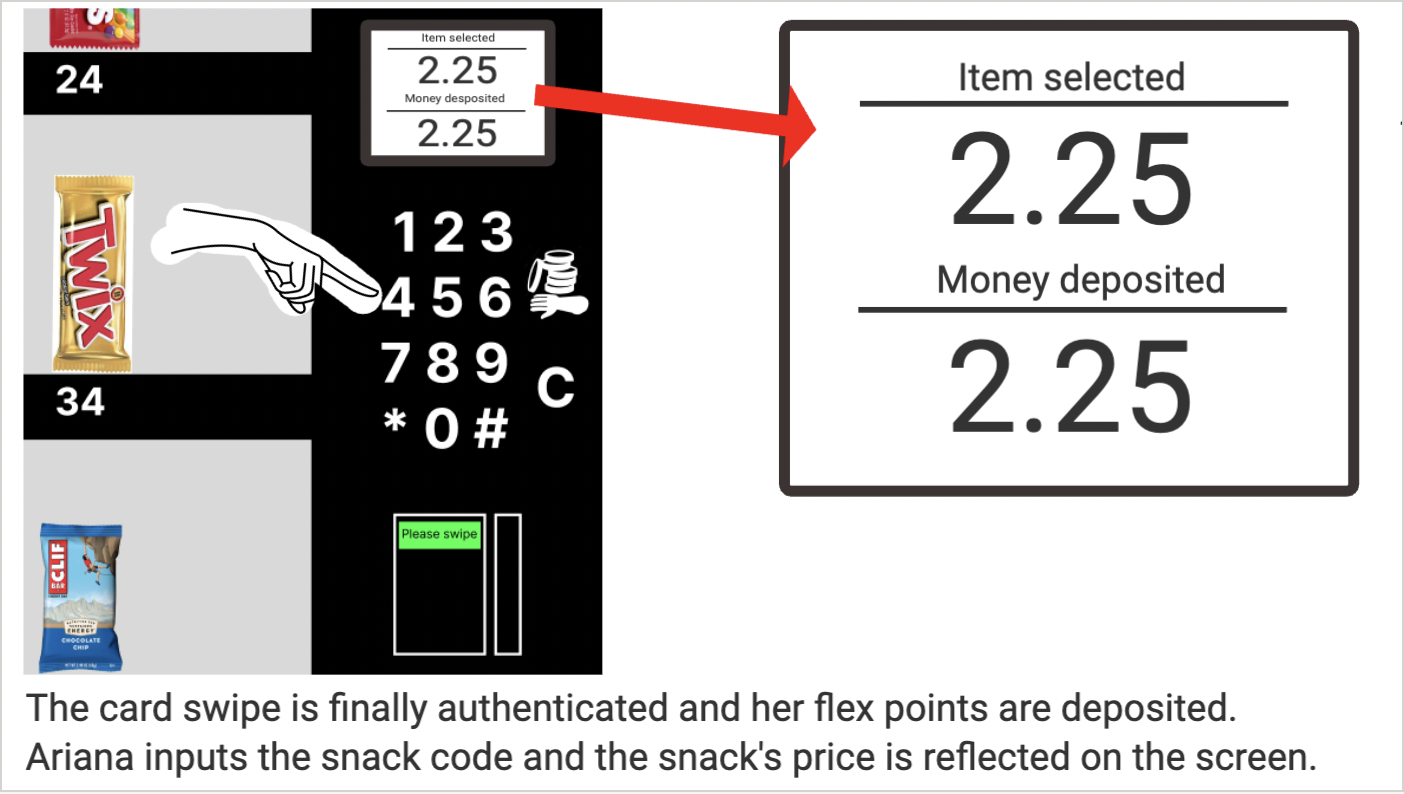 Item selected
2.25
Money desposited
2.25
24
TWIX
34
1 2 3
4 5 6
7 8 9
* 0 #
C
Please swipe
CLIF
BAR
ENERGY
CHOCOLATE
CHIP
Item selected
2.25
Money deposited
2.25
The card swipe is finally authenticated and her flex points are deposited.
Ariana inputs the snack code and the snack's price is reflected on the screen.